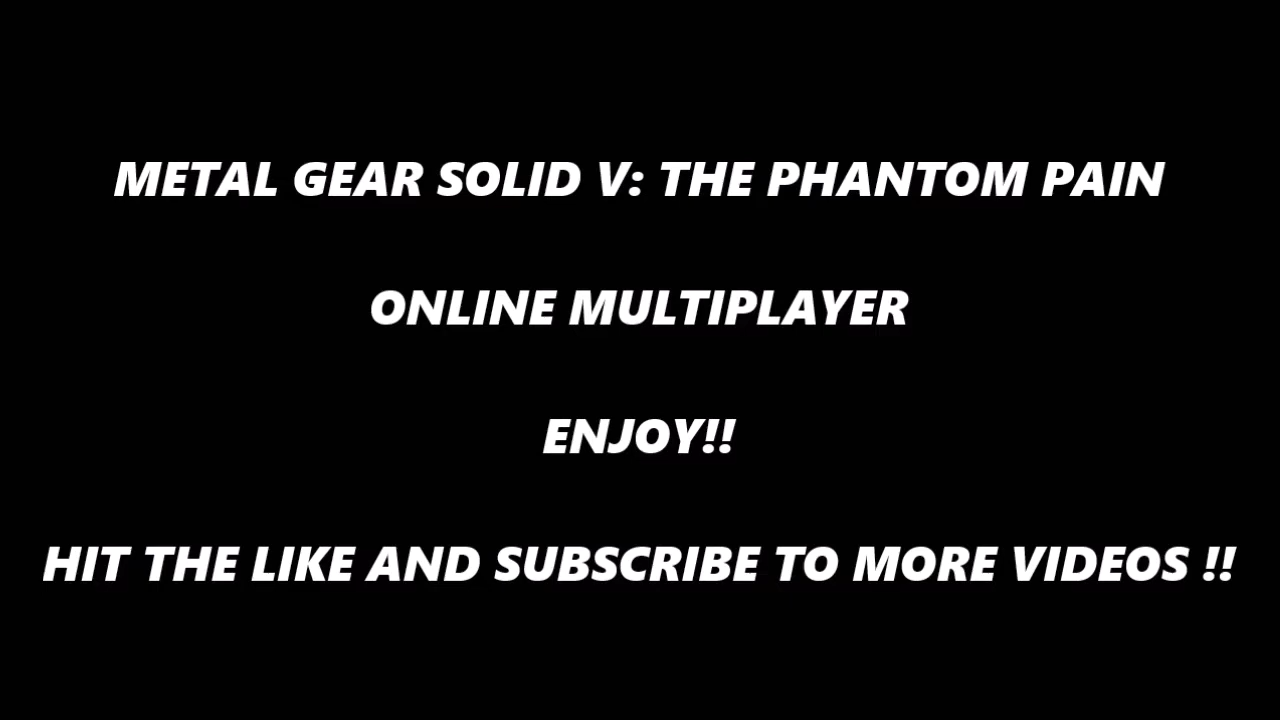 METAL GEAR SOLID V: THE PHANTOM PAIN
ONLINE MULTIPLAYER
ENJOY!!
HIT THE LIKE AND SUBSCRIBE TO MORE VIDEOS !!